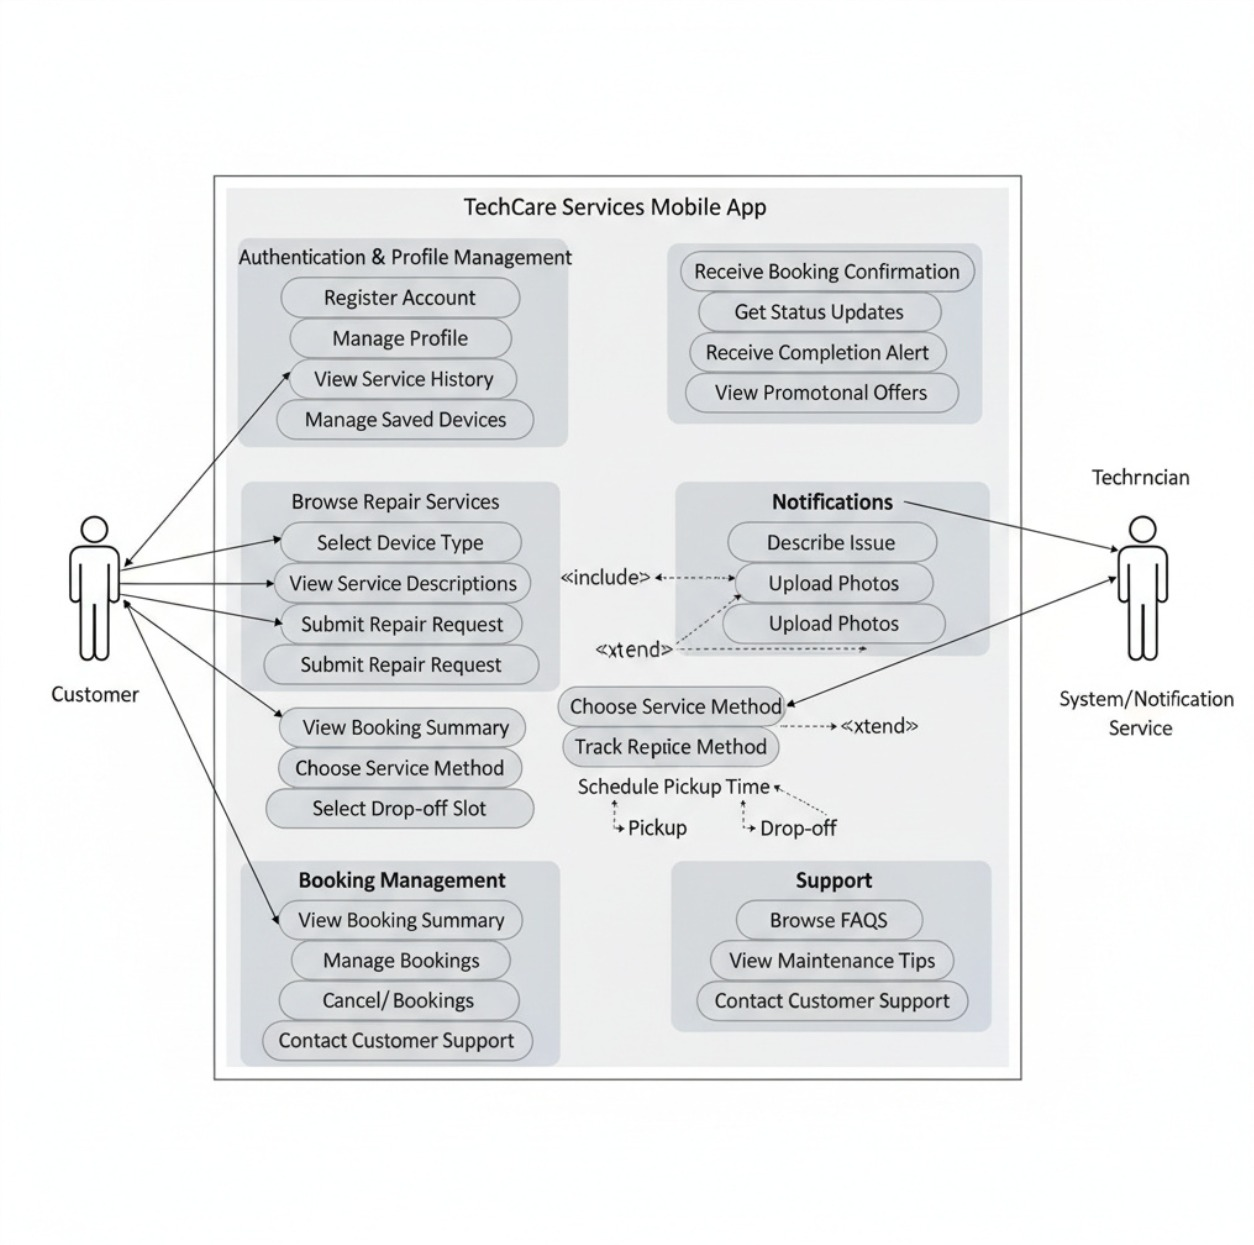 TechCare Services Mobile App
Authentication & Profile Management
Register Account
Manage Profile
View Service History
Manage Saved Devices
Receive Booking Confirmation
Get Status Updates
Receive Completion Alert
View Promotonal Offers
Browse Repair Services
Select Device Type
View Service Descriptions
Submit Repair Request
Submit Repair Request
«include»
«xtend»
Notifications
Describe Issue
Upload Photos
Upload Photos
Techrncian
System/Notification
Service
Customer
View Booking Summary
Choose Service Method
Select Drop-off Slot
Choose Service Method
Track Reptice Method
«xtend»
Schedule Pickup Time
Pickup
Drop-off
Booking Management
View Booking Summary
Manage Bookings
Cancel/ Bookings
Contact Customer Support
Support
Browse FAQS
View Maintenance Tips
Contact Customer Support